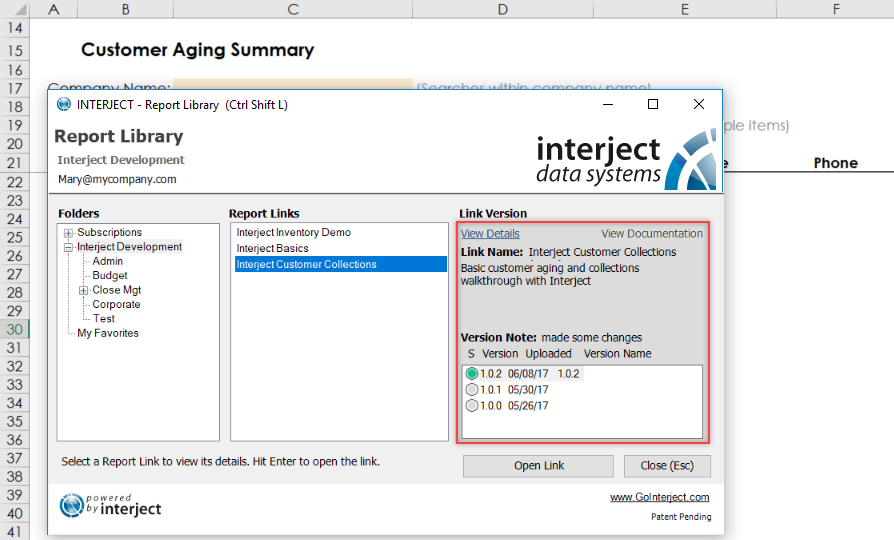 A B C D E F
14
15 Customer Aging Summary
16
17 Company Name: (Searches within company name)
18 INTERJECT - Report Library (Ctrl Shift L)
19 ple items)
20 Report Library
Interject Development
Mary@mycompany.com
interject
data systems
21 Phone
22
23
24 Folders Report Links Link Version
25 Subscriptions Interject Inventory Demo View Details View Documentation
26 Interject Development Interject Basics Link Name: Interject Customer Collections
27 Admin Interject Customer Collections Basic customer aging and collections
Budget walkthrough with Interject
28 Close Mgt
29 Corporate
30 Test
My Favorites
31 Version Note: made some changes
S Version Uploaded Version Name
32
33 1.0.2 06/08/17 1.0.2
34 1.0.1 05/30/17
1.0.0 05/26/17
35
36
37 Select a Report Link to view its details. Hit Enter to open the link. Open Link Close (Esc)
38
39 powered by interject www.GoInterject.com
40 Patent Pending
41